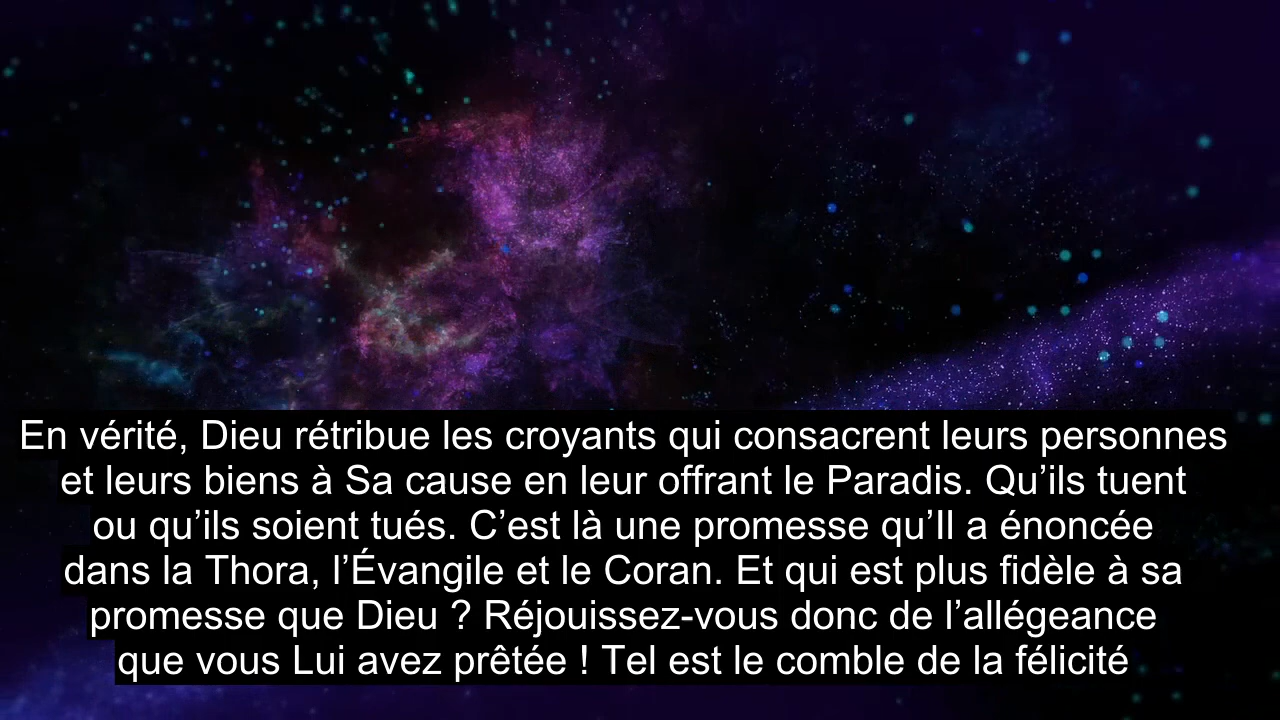 En vérité, Dieu rétribue les croyants qui consacrent leurs personnes
et leurs biens à Sa cause en leur offrant le Paradis. Qu’ils tuent
ou qu’ils soient tués. C’est là une promesse qu’Il a énoncée
dans la Thora, l’Évangile et le Coran. Et qui est plus fidèle à sa
promesse que Dieu ? Réjouissez-vous donc de l’allégeance
que vous Lui avez prêtée ! Tel est le comble de la félicité